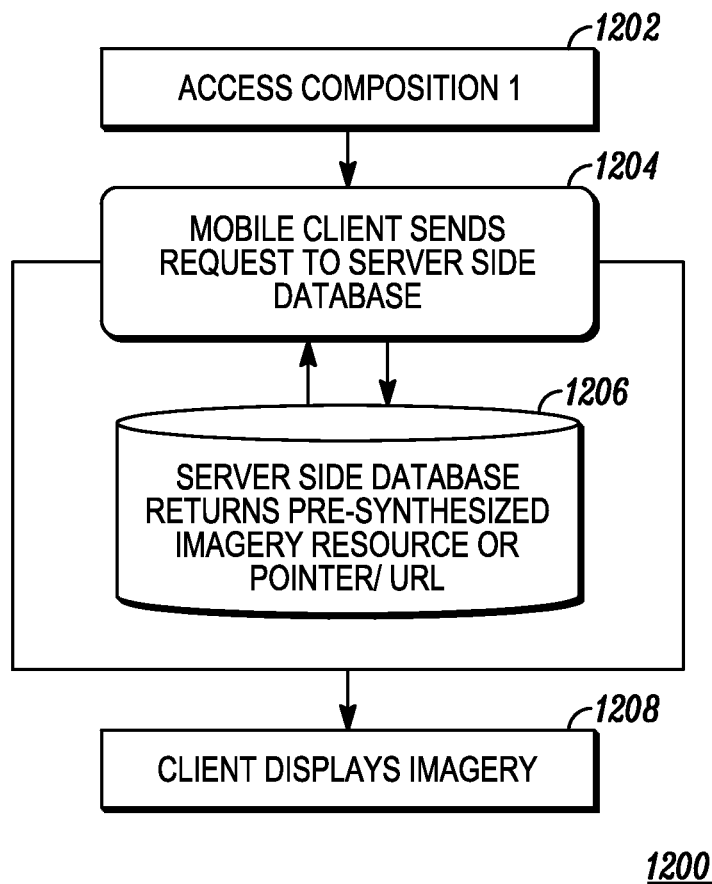 1202
ACCESS COMPOSITION 1
1204
MOBILE CLIENT SENDS
REQUEST TO SERVER SIDE
DATABASE
1206
SERVER SIDE DATABASE
RETURNS PRE-SYNTHESIZED
IMAGERY RESOURCE OR
POINTER/ URL
1208
CLIENT DISPLAYS IMAGERY
1200